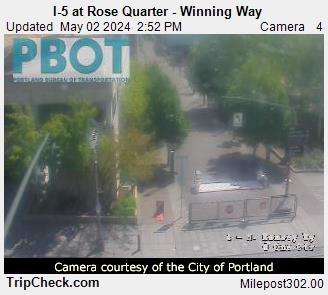 I-5 at Rose Quarter - Winning Way
Updated May 02 2024 2:52 PM Camera 4
PBOT
PORTLAND BUREAU OF TRANSPORTATION
Camera courtesy of the City of Portland
TripCheck.com Milepost302.00